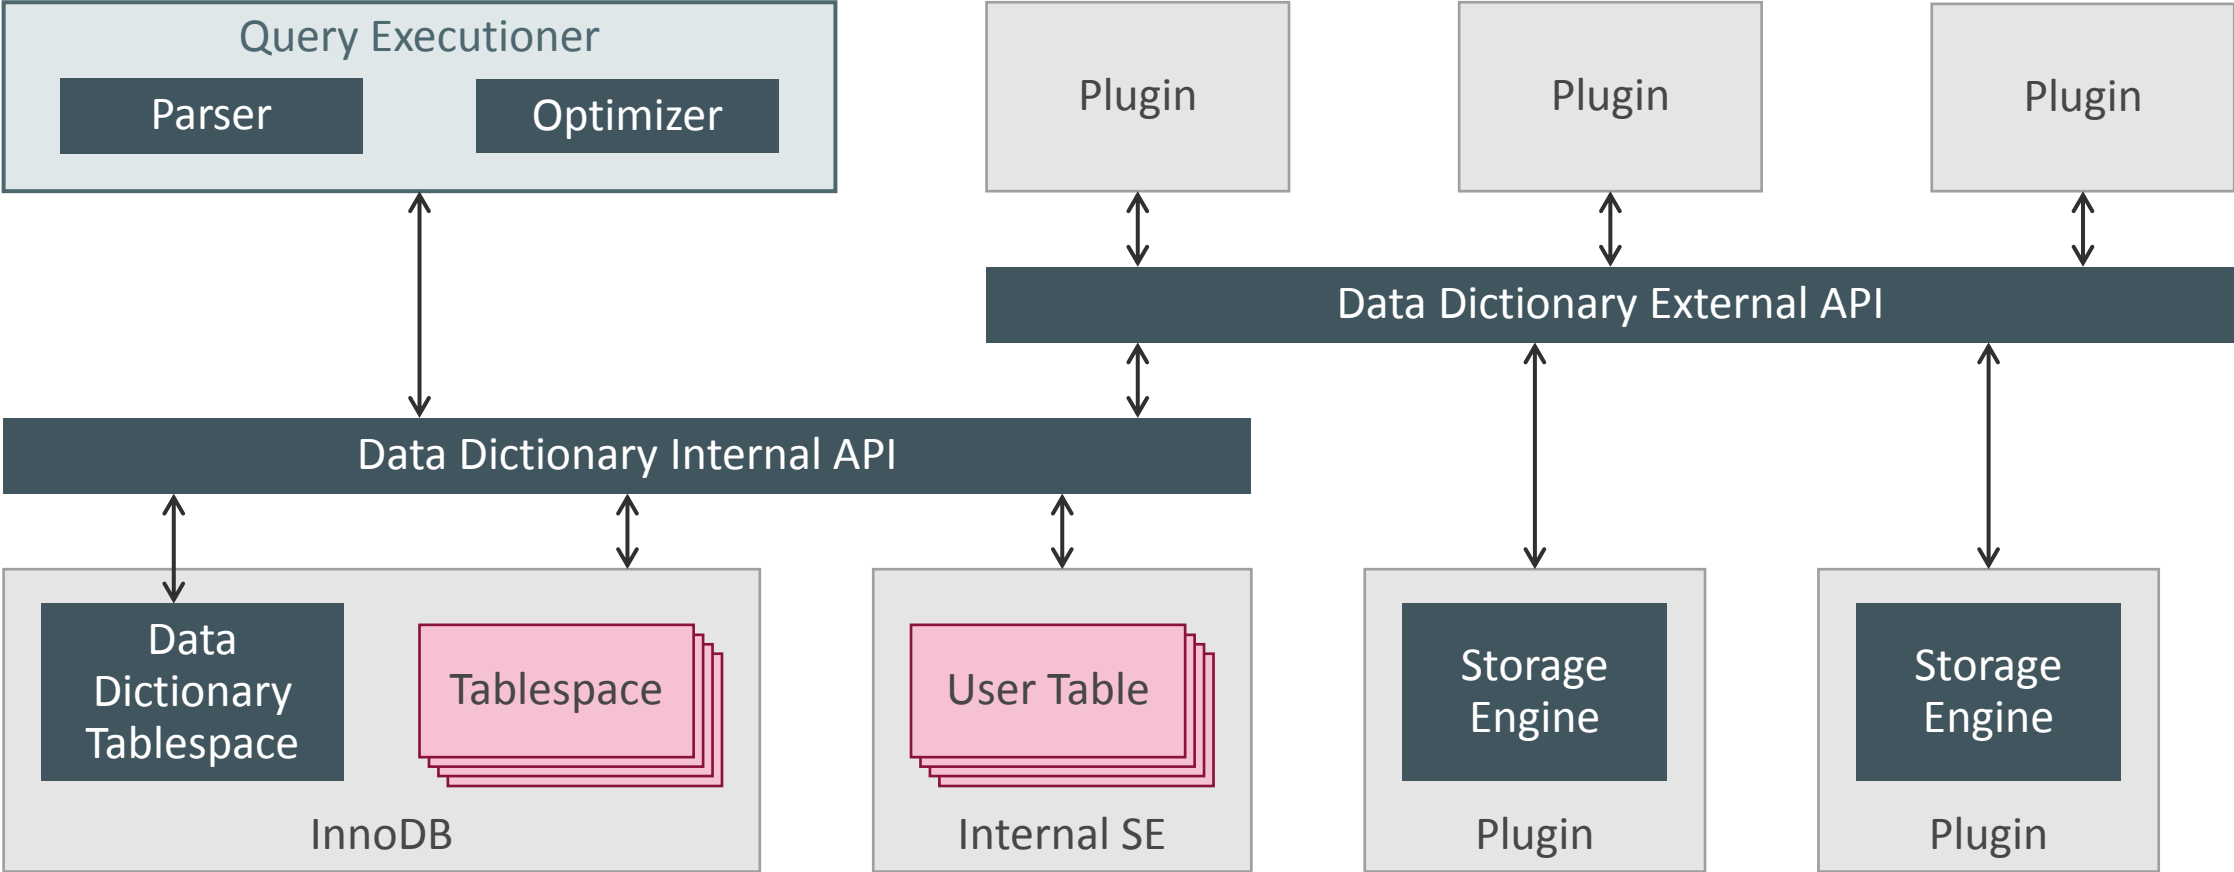 Query Executioner
Parser
Optimizer
Plugin
Plugin
Plugin
Data Dictionary External API
Data Dictionary Internal API
Data
Dictionary
Tablespace
Tablespace
InnoDB
User Table
Internal SE
Storage
Engine
Plugin
Storage
Engine
Plugin